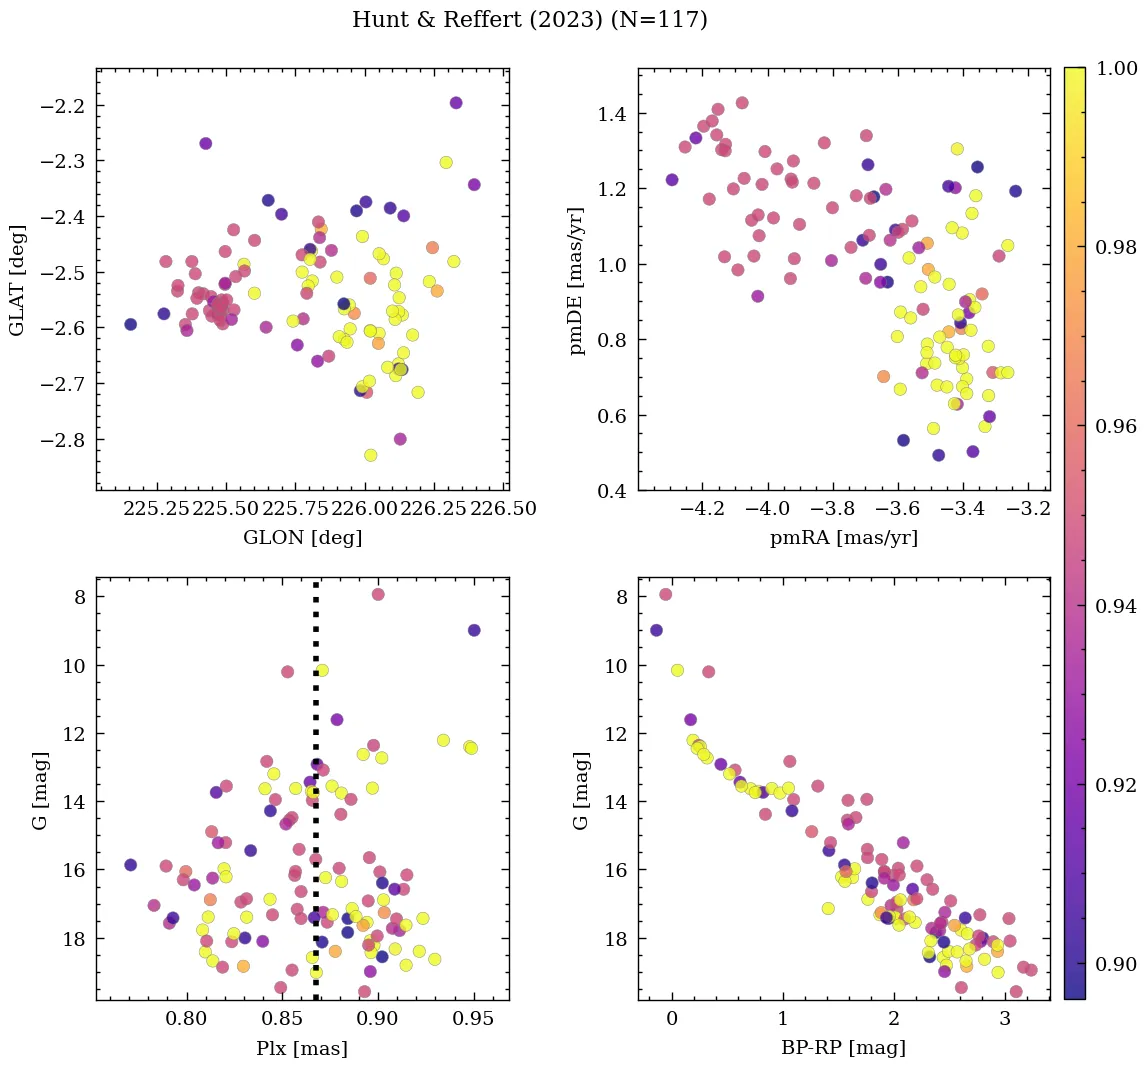 Hunt & Reffert (2023) (N=117)
−2.2
−2.3
−2.4
−2.5
−2.6
−2.7
−2.8
GLAT [deg]
225.25 225.50 225.75 226.00 226.25 226.50
GLON [deg]
1.4
1.2
1.0
0.8
0.6
0.4
pmDE [mas/yr]
−4.2 −4.0 −3.8 −3.6 −3.4 −3.2
pmRA [mas/yr]
8
10
12
14
16
18
G [mag]
0.80 0.85 0.90 0.95
Plx [mas]
8
10
12
14
16
18
G [mag]
0 1 2 3
BP-RP [mag]
1.00
0.98
0.96
0.94
0.92
0.90